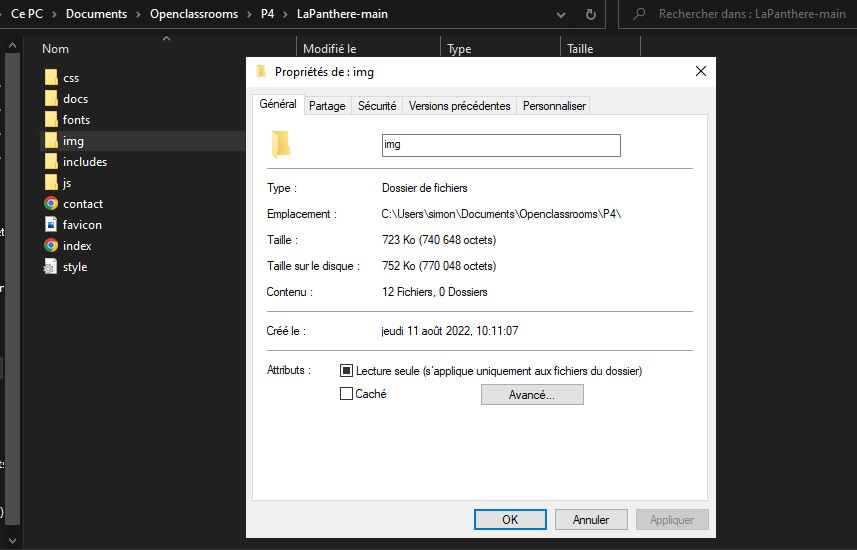 Ce PC > Documents > Openclassrooms > P4 > LaPanthere-main
Rechercher dans : LaPanthere-main
Nom Modifié le Type Taille
css
docs
fonts
img
includes
js
contact
favicon
index
style
Propriétés de : img
Général Partage Sécurité Versions précédentes Personnaliser
img
Type : Dossier de fichiers
Emplacement : C:\Users\simon\Documents\Openclassrooms\P4\
Taille : 723 Ko (740 648 octets)
Taille sur le disque : 752 Ko (770 048 octets)
Contenu : 12 Fichiers, 0 Dossiers
Créé le : jeudi 11 août 2022, 10:11:07
Attributs : Lecture seule (s'applique uniquement aux fichiers du dossier)
Caché Avancé...
OK Annuler Appliquer